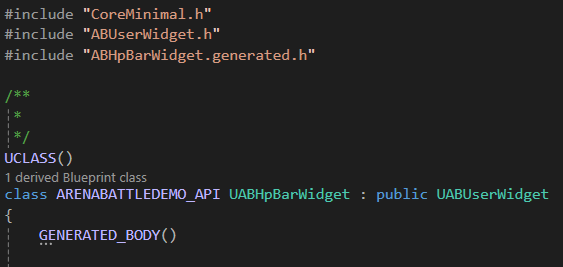 #include "CoreMinimal.h"
#include "ABUserWidget.h"
#include "ABHpBarWidget.generated.h"
/**
*
*/
UCLASS()
1 derived Blueprint class
class ARENABATTLEDEMO_API UABHpBarWidget : public UABUserWidget
{
GENERATED_BODY()